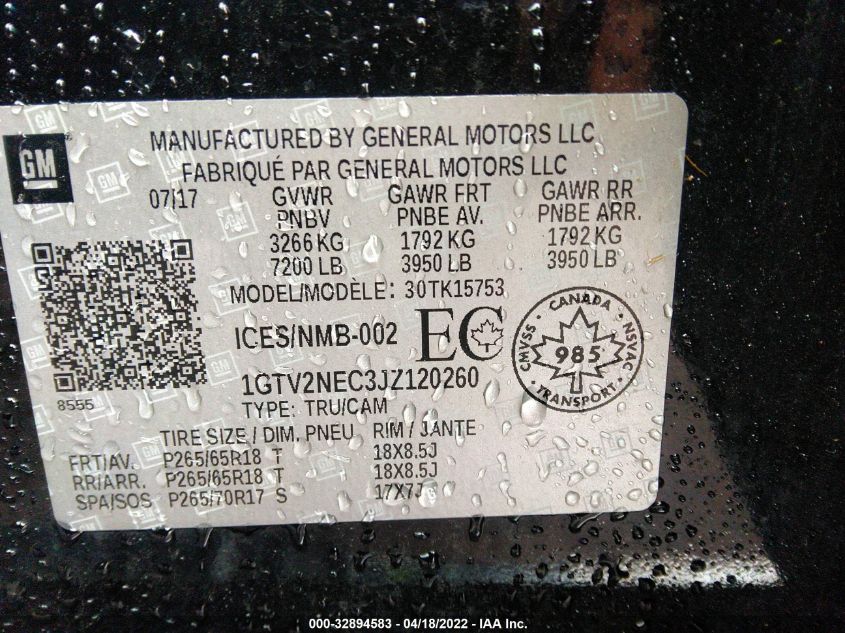 GM
MANUFACTURED BY GENERAL MOTORS LLC
FABRIQUÉ PAR GENERAL MOTORS LLC
07/17 GVWR GAWR FRT GAWR RR
PNBV PNBE AV. PNBE ARR.
3266 KG 1792 KG 1792 KG
7200 LB 3950 LB 3950 LB
MODEL/MODÈLE: 30TK15753
ICES/NMB-002 EC
CANADA
CMVSS 985 NSVAC
TRANSPORT
1GTV2NEC3JZ120260
8555
TYPE: TRU/CAM
TIRE SIZE / DIM. PNEU RIM / JANTE
FRT/AV. P265/65R18 T 18X8.5J
RR/ARR. P265/65R18 T 18X8.5J
SPA/SOS P265/70R17 S 17X7J
000-32894583 - 04/18/2022 - IAA Inc.